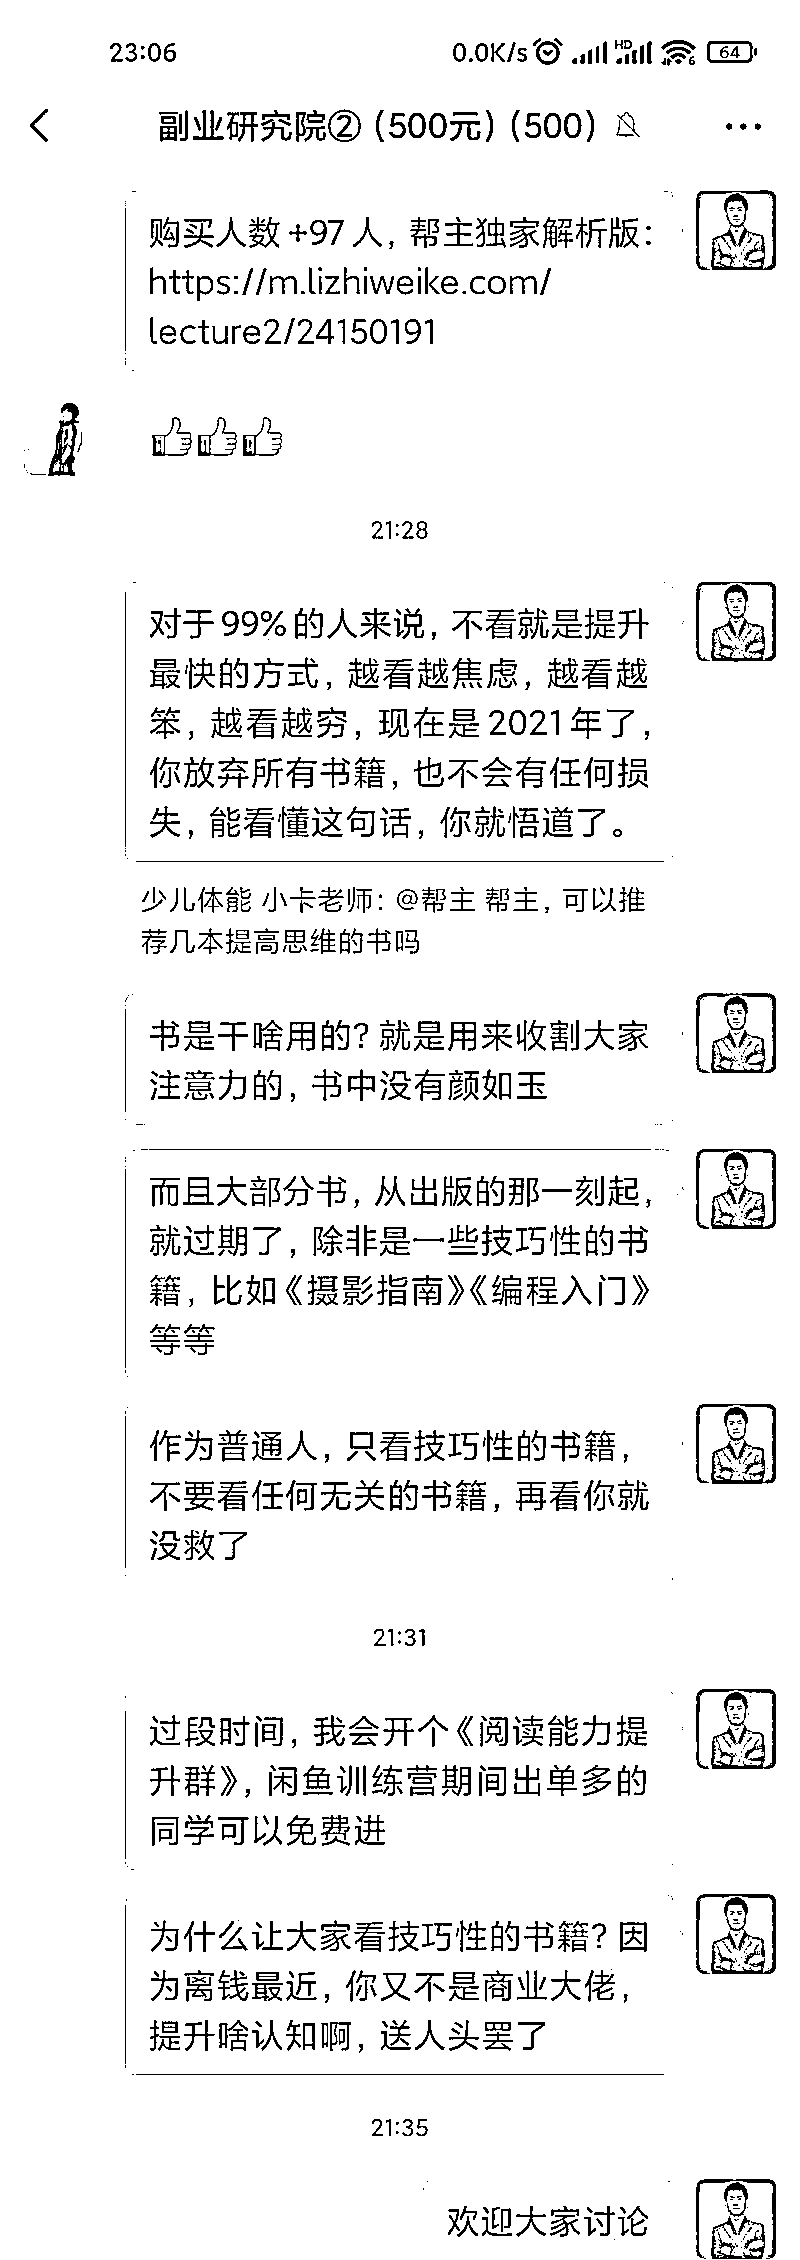 23:06
0.0K/s HD 6 64
副业研究院②（500元）(500)
购买人数+97人，帮主独家解析版：
https://m.lizhiweike.com/
lecture2/24150191
21:28
对于99%的人来说，不看就是提升
最快的方式，越看越焦虑，越看越
笨，越看越穷，现在是2021年了，
你放弃所有书籍，也不会有任何损
失，能看懂这句话，你就悟道了。
少儿体能 小卡老师：@帮主 帮主，可以推
荐几本提高思维的书吗
书是干啥用的？就是用来收割大家
注意力的，书中没有颜如玉
而且大部分书，从出版的那一刻起，
就过期了，除非是一些技巧性的书
籍，比如《摄影指南》《编程入门》
等等
作为普通人，只看技巧性的书籍，
不要看任何无关的书籍，再看你就
没救了
21:31
过段时间，我会开个《阅读能力提
升群》，闲鱼训练营期间出单多的
同学可以免费进
为什么让大家看技巧性的书籍？因
为离钱最近，你又不是商业大佬，
提升啥认知啊，送人头罢了
21:35
欢迎大家讨论